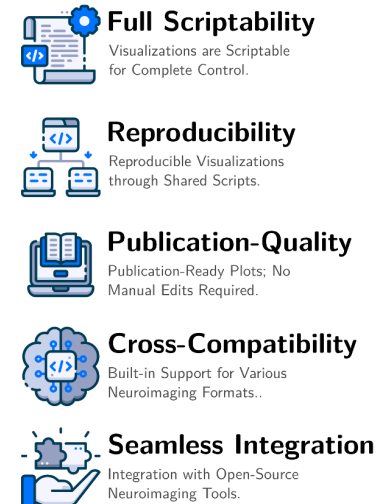 Full Scriptability
Visualizations are Scriptable
for Complete Control.
</>
Reproducibility
</>
Reproducible Visualizations
through Shared Scripts.
Publication-Quality
Publication-Ready Plots; No
Manual Edits Required.
Cross-Compatibility
</>
Built-in Support for Various
Neuroimaging Formats..
Seamless Integration
Integration with Open-Source
Neuroimaging Tools.